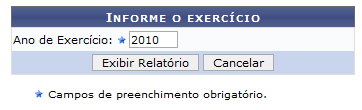 Informe o exercício
Ano de Exercício: 2010
Exibir Relatório Cancelar
Campos de preenchimento obrigatório.